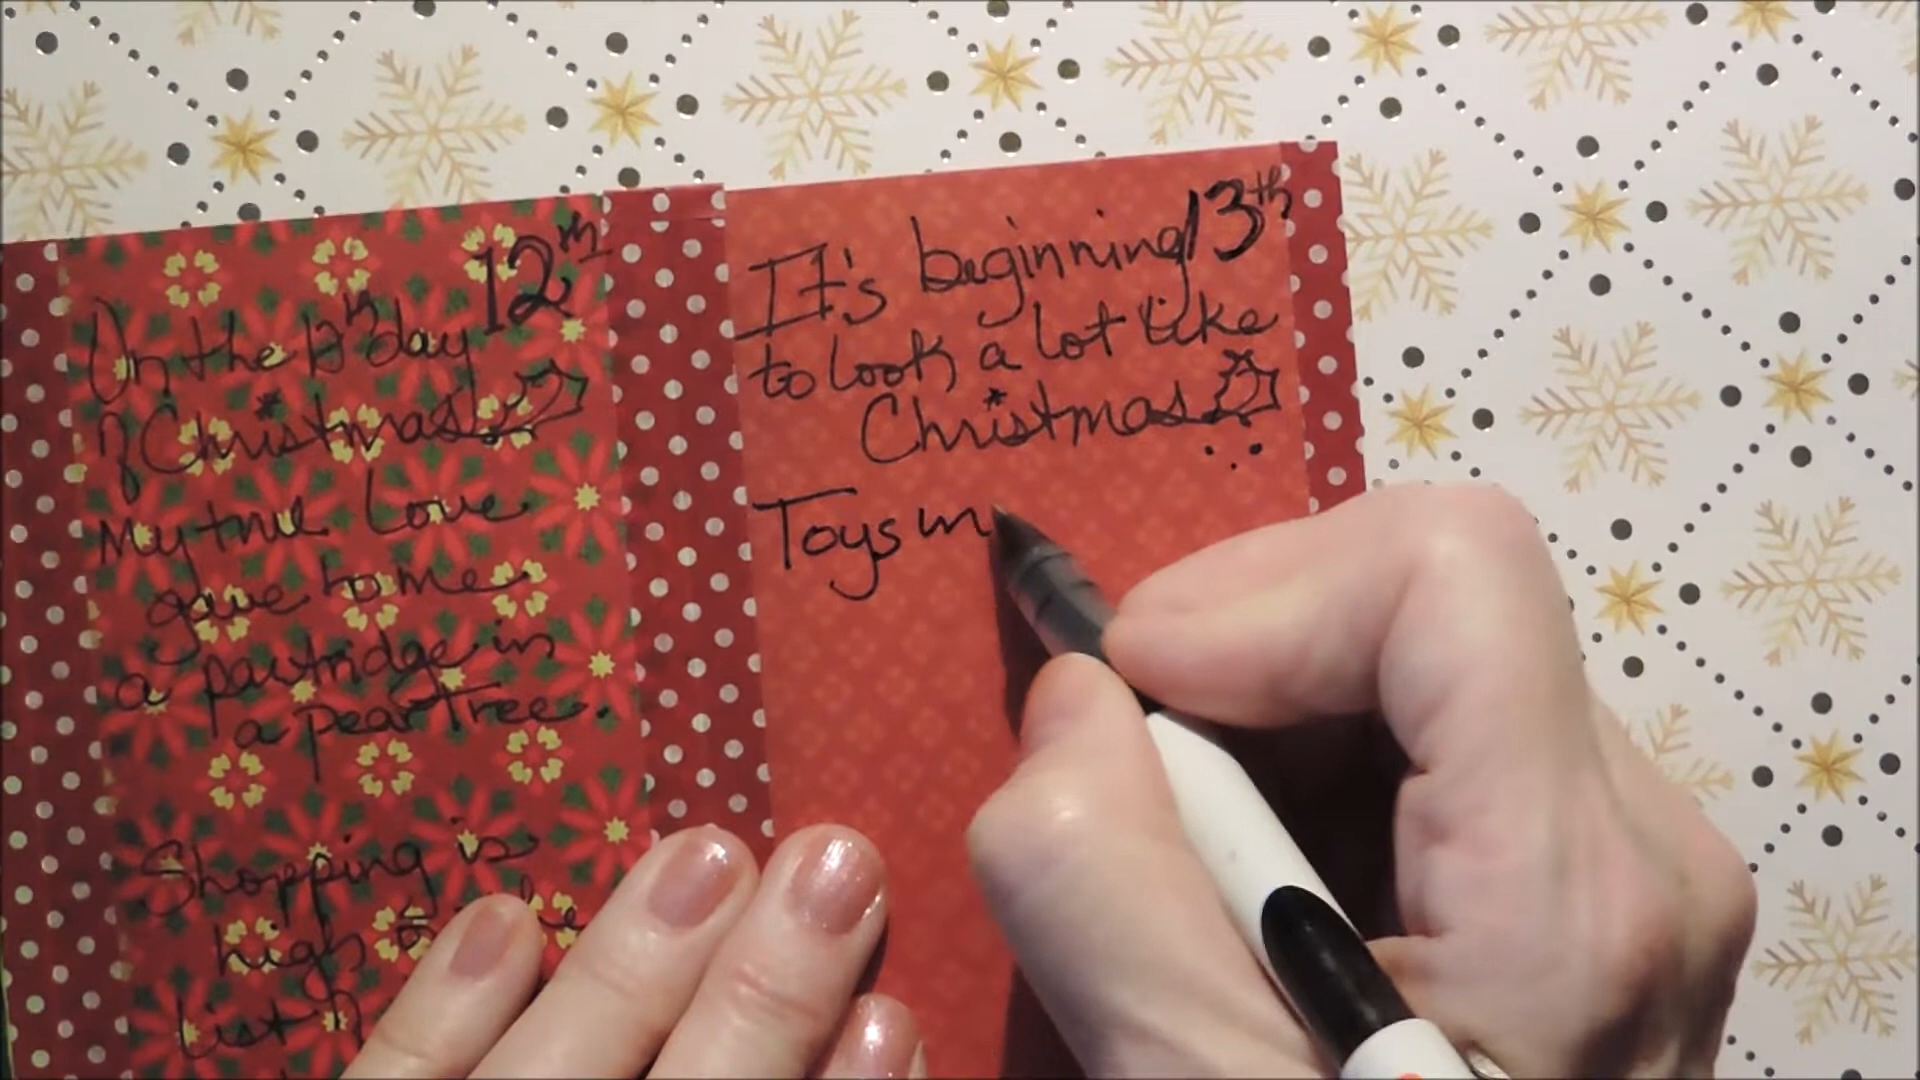 12th
On the 12th day
of Christmas
My true Love
gave to me
a partridge in
a pear Tree.
Shopping is
high
list
13th
It's beginning
to look a lot like
Christmas
Toys in